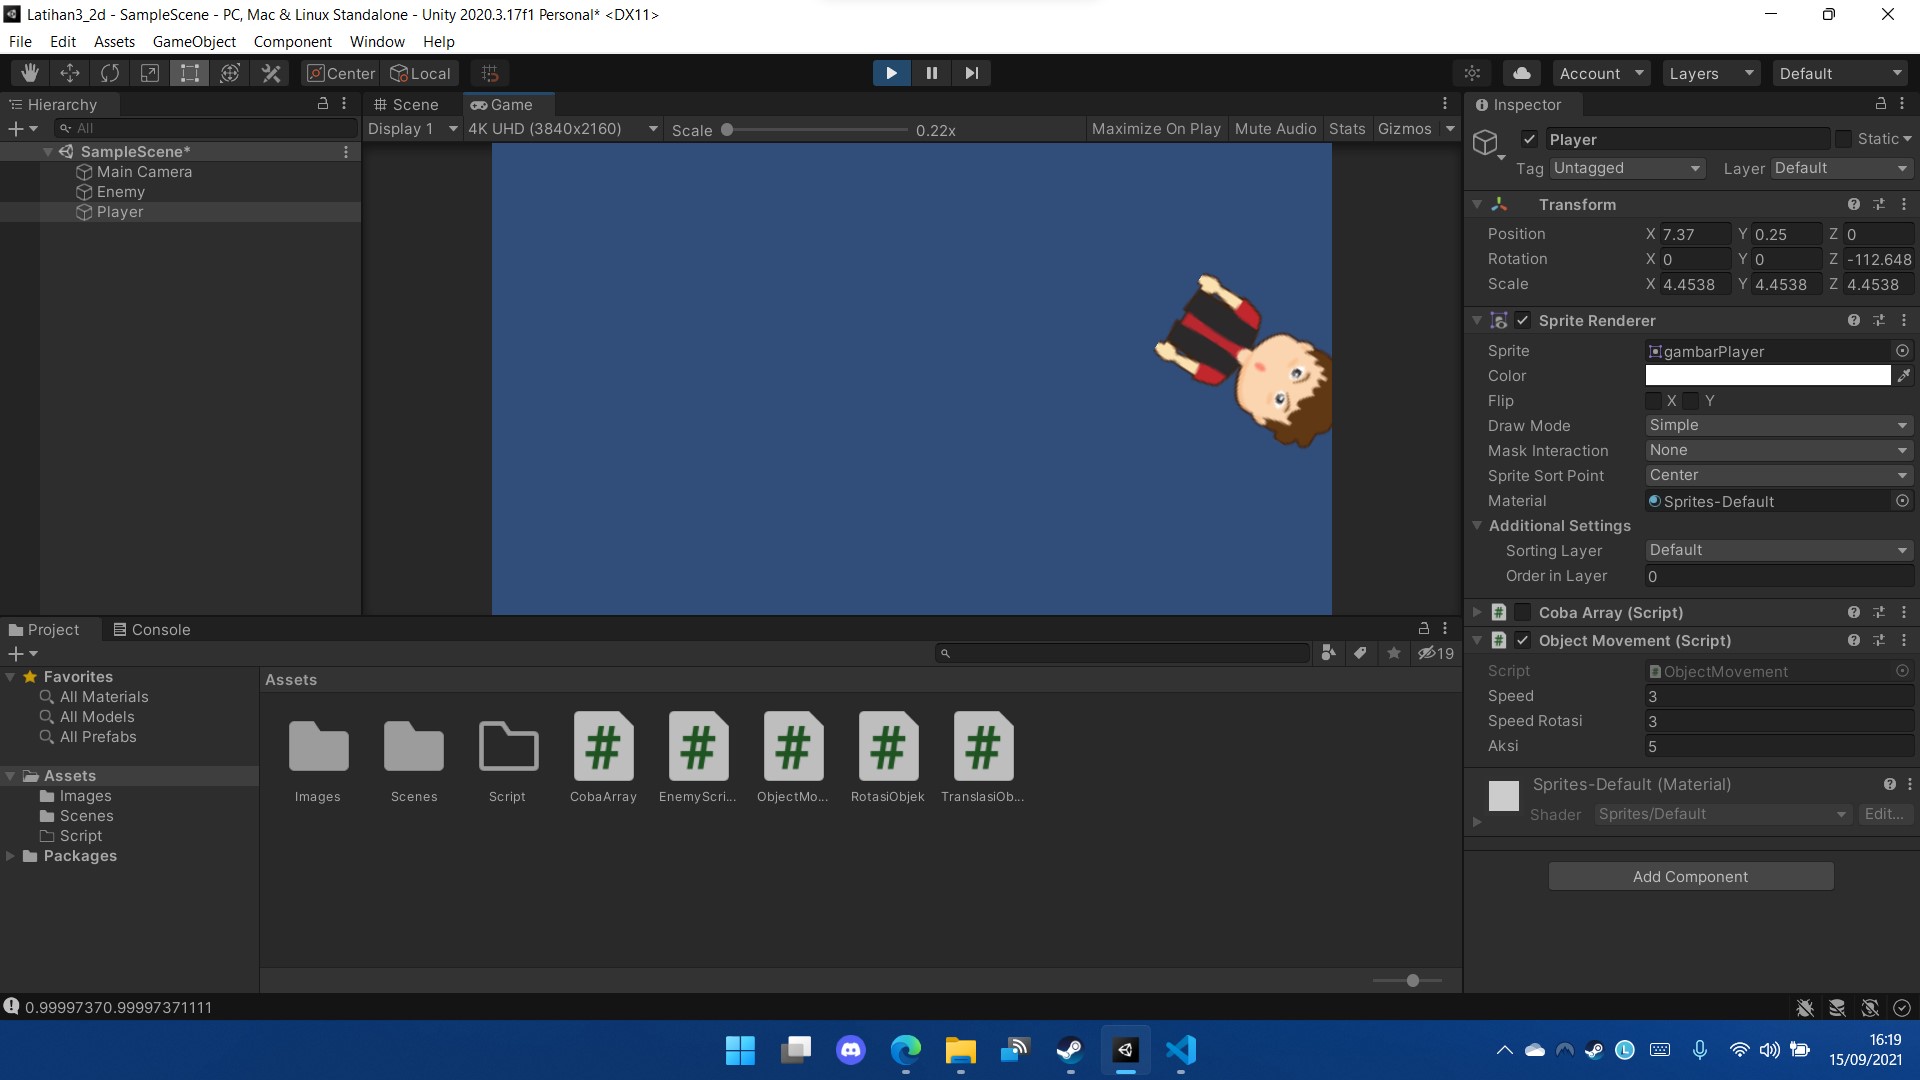 Latihan3_2d - SampleScene - PC, Mac & Linux Standalone - Unity 2020.3.17f1 Personal* <DX11>
File Edit Assets GameObject Component Window Help
Center Local Account Layers Default
Hierarchy
All
SampleScene*
Main Camera
Enemy
Player
Scene Game
Display 1 4K UHD (3840x2160) Scale 0.22x Maximize On Play Mute Audio Stats Gizmos
Inspector
Player Static
Tag Untagged Layer Default
Transform
Position X 7.37 Y 0.25 Z 0
Rotation X 0 Y 0 Z -112.648
Scale X 4.4538 Y 4.4538 Z 4.4538
Sprite Renderer
Sprite gambarPlayer
Color
Flip X Y
Draw Mode Simple
Mask Interaction None
Sprite Sort Point Center
Material Sprites-Default
Additional Settings
Sorting Layer Default
Order in Layer 0
Coba Array (Script)
Object Movement (Script)
Script ObjectMovement
Speed 3
Speed Rotasi 3
Aksi 5
Sprites-Default (Material)
Shader Sprites/Default Edit...
Add Component
Project Console
19
Favorites
All Materials
All Models
All Prefabs
Assets
Images
Scenes
Script
Packages
Assets
Images Scenes Script CobaArray EnemyScri... ObjectMo... RotasiObjek TranslasiOb...
0.99997370.99997371111
16:19
15/09/2021